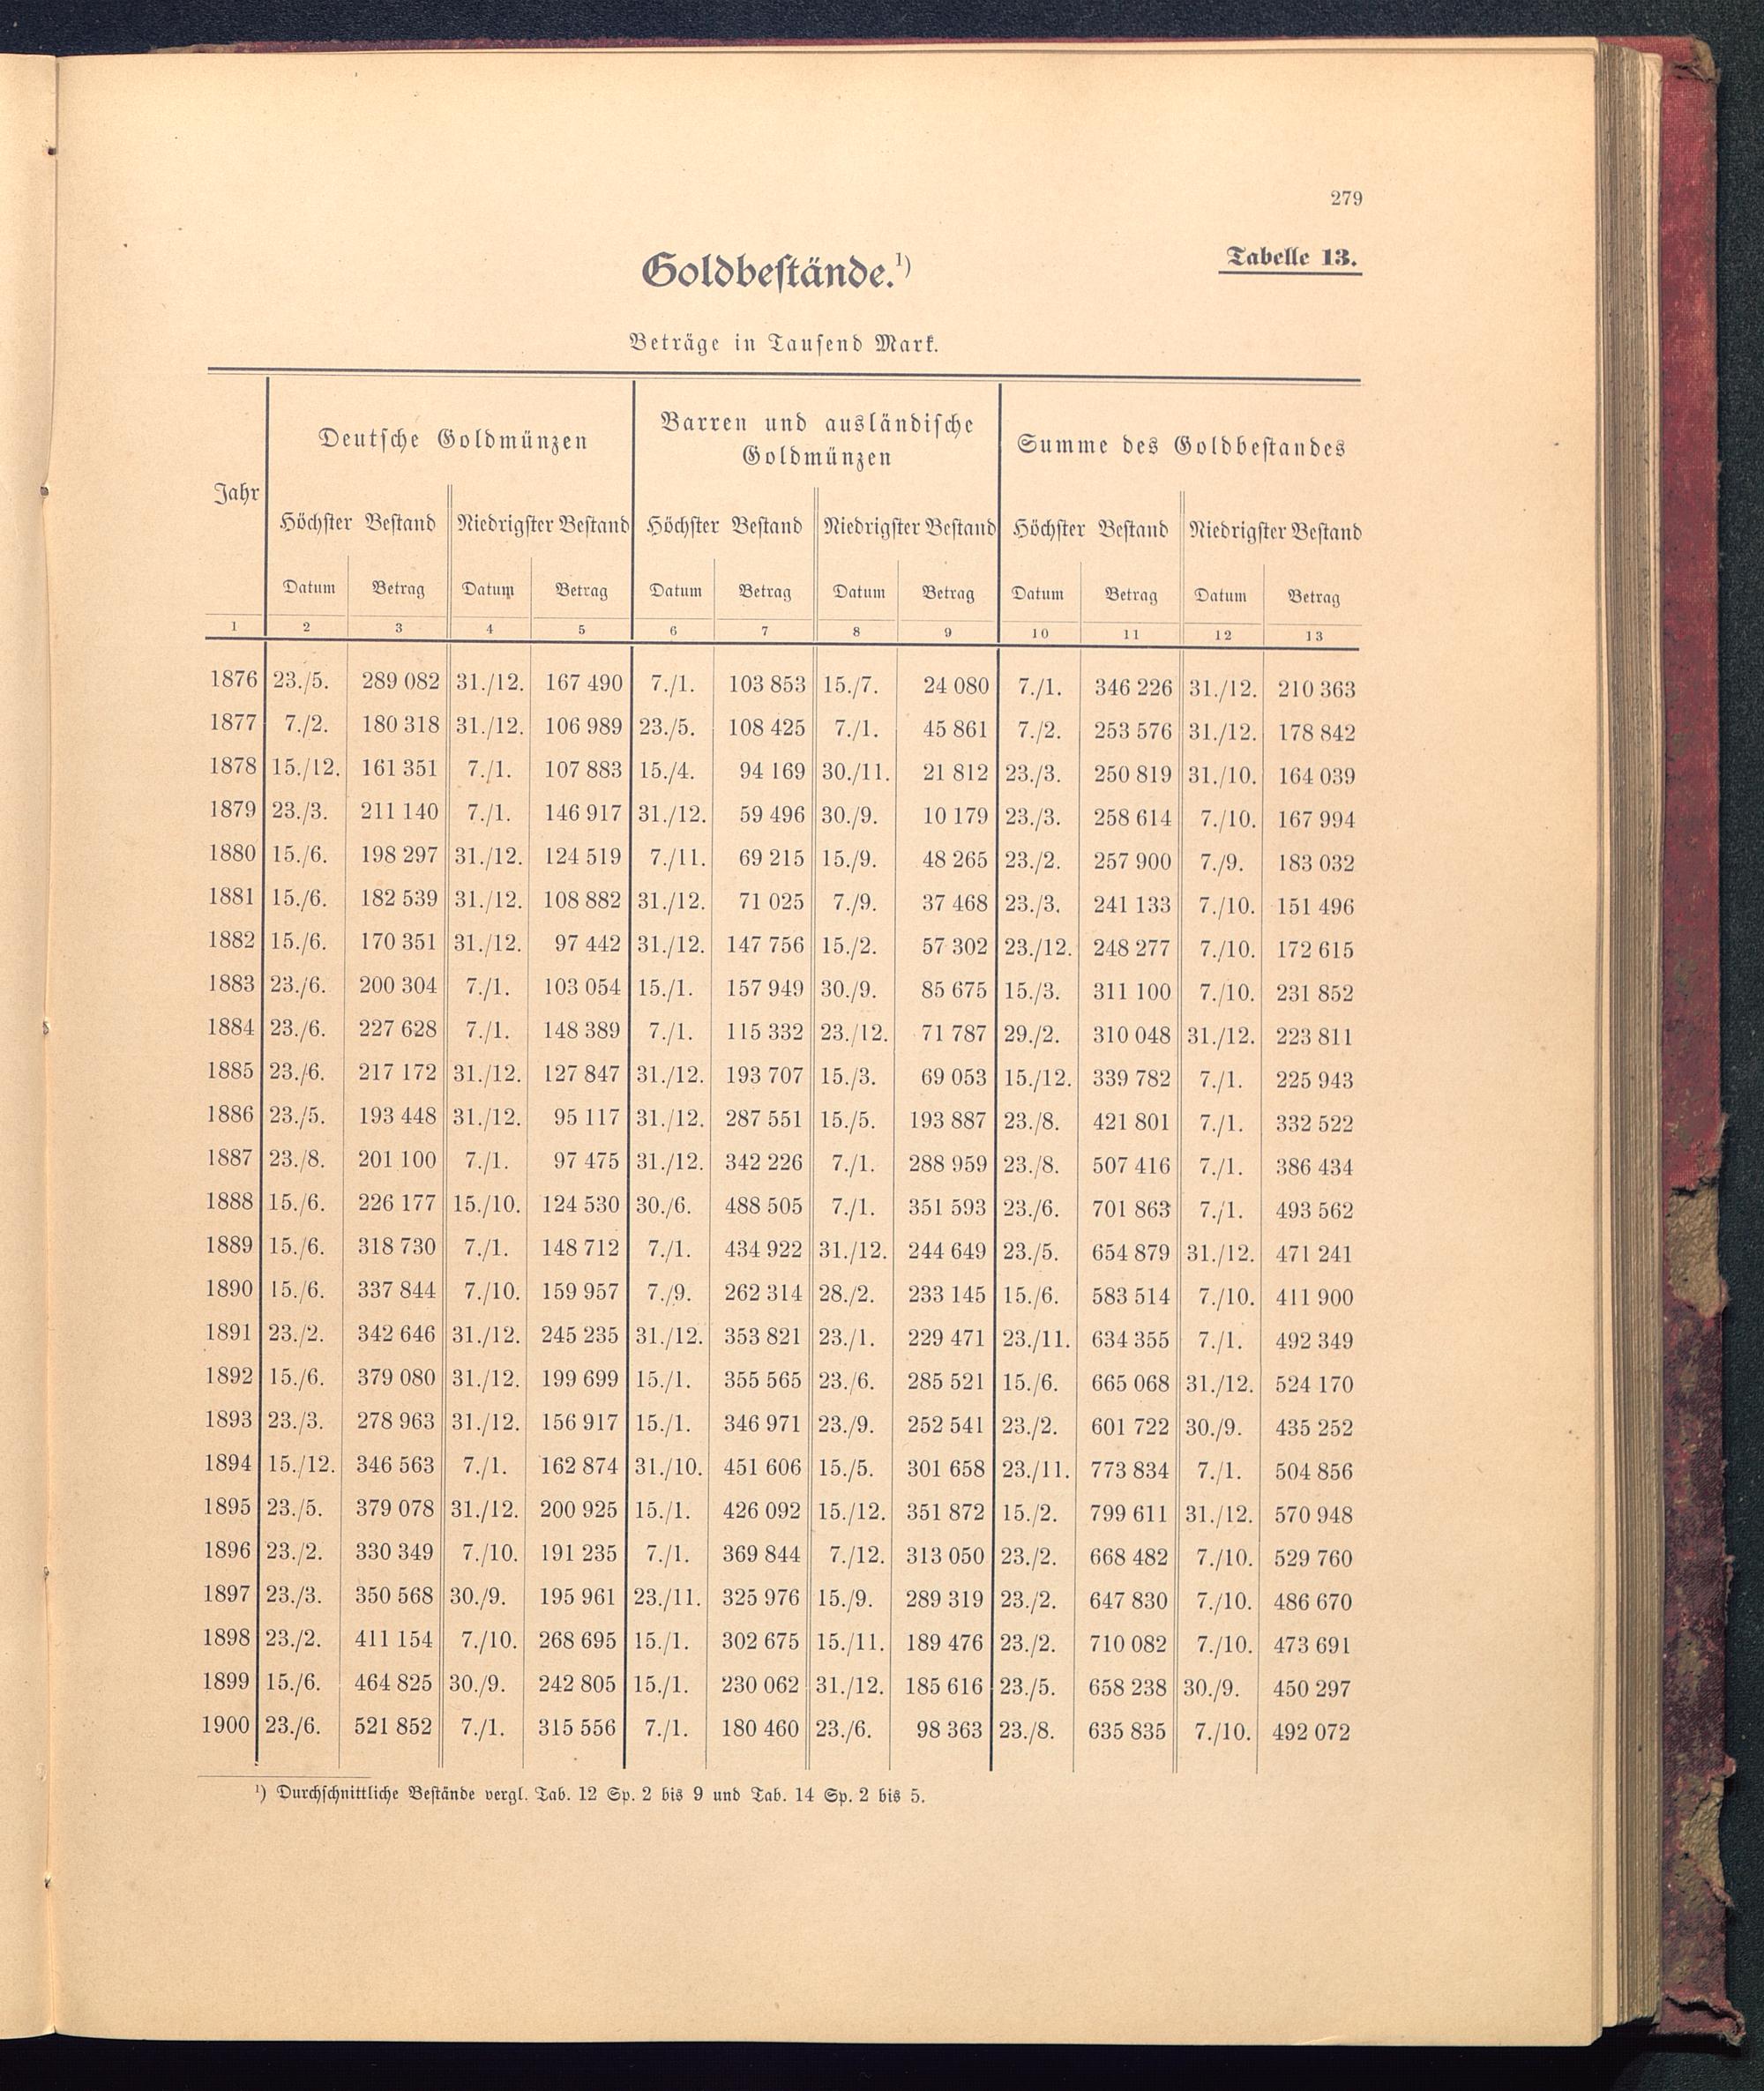 279
Tabelle 13.
Goldbeſtände.¹)
Beträge in Tauſend Mark.
Jahr
Deutſche Goldmünzen
Barren und ausländiſche
Goldmünzen
Summe des Goldbeſtandes
Höchſter Beſtand Niedrigſter Beſtand Höchſter Beſtand Niedrigſter Beſtand Höchſter Beſtand Niedrigſter Beſtand
Datum Betrag Datum Betrag Datum Betrag Datum Betrag Datum Betrag Datum Betrag
1 2 3 4 5 6 7 8 9 10 11 12 13
1876 23./5. 289 082 31./12. 167 490 7./1. 103 853 15./7. 24 080 7./1. 346 226 31./12. 210 363
1877 7./2. 180 318 31./12. 106 989 23./5. 108 425 7./1. 45 861 7./2. 253 576 31./12. 178 842
1878 15./12. 161 351 7./1. 107 883 15./4. 94 169 30./11. 21 812 23./3. 250 819 31./10. 164 039
1879 23./3. 211 140 7./1. 146 917 31./12. 59 496 30./9. 10 179 23./3. 258 614 7./10. 167 994
1880 15./6. 198 297 31./12. 124 519 7./11. 69 215 15./9. 48 265 23./2. 257 900 7./9. 183 032
1881 15./6. 182 539 31./12. 108 882 31./12. 71 025 7./9. 37 468 23./3. 241 133 7./10. 151 496
1882 15./6. 170 351 31./12. 97 442 31./12. 147 756 15./2. 57 302 23./12. 248 277 7./10. 172 615
1883 23./6. 200 304 7./1. 103 054 15./1. 157 949 30./9. 85 675 15./3. 311 100 7./10. 231 852
1884 23./6. 227 628 7./1. 148 389 7./1. 115 332 23./12. 71 787 29./2. 310 048 31./12. 223 811
1885 23./6. 217 172 31./12. 127 847 31./12. 193 707 15./3. 69 053 15./12. 339 782 7./1. 225 943
1886 23./5. 193 448 31./12. 95 117 31./12. 287 551 15./5. 193 887 23./8. 421 801 7./1. 332 522
1887 23./8. 201 100 7./1. 97 475 31./12. 342 226 7./1. 288 959 23./8. 507 416 7./1. 386 434
1888 15./6. 226 177 15./10. 124 530 30./6. 488 505 7./1. 351 593 23./6. 701 863 7./1. 493 562
1889 15./6. 318 730 7./1. 148 712 7./1. 434 922 31./12. 244 649 23./5. 654 879 31./12. 471 241
1890 15./6. 337 844 7./10. 159 957 7./9. 262 314 28./2. 233 145 15./6. 583 514 7./10. 411 900
1891 23./2. 342 646 31./12. 245 235 31./12. 353 821 23./1. 229 471 23./11. 634 355 7./1. 492 349
1892 15./6. 379 080 31./12. 199 699 15./1. 355 565 23./6. 285 521 15./6. 665 068 31./12. 524 170
1893 23./3. 278 963 31./12. 156 917 15./1. 346 971 23./9. 252 541 23./2. 601 722 30./9. 435 252
1894 15./12. 346 563 7./1. 162 874 31./10. 451 606 15./5. 301 658 23./11. 773 834 7./1. 504 856
1895 23./5. 379 078 31./12. 200 925 15./1. 426 092 15./12. 351 872 15./2. 799 611 31./12. 570 948
1896 23./2. 330 349 7./10. 191 235 7./1. 369 844 7./12. 313 050 23./2. 668 482 7./10. 529 760
1897 23./3. 350 568 30./9. 195 961 23./11. 325 976 15./9. 289 319 23./2. 647 830 7./10. 486 670
1898 23./2. 411 154 7./10. 268 695 15./1. 302 675 15./11. 189 476 23./2. 710 082 7./10. 473 691
1899 15./6. 464 825 30./9. 242 805 15./1. 230 062 31./12. 185 616 23./5. 658 238 30./9. 450 297
1900 23./6. 521 852 7./1. 315 556 7./1. 180 460 23./6. 98 363 23./8. 635 835 7./10. 492 072
¹) Durchſchnittliche Beſtände vergl. Tab. 12 Sp. 2 bis 9 und Tab. 14 Sp. 2 bis 5.